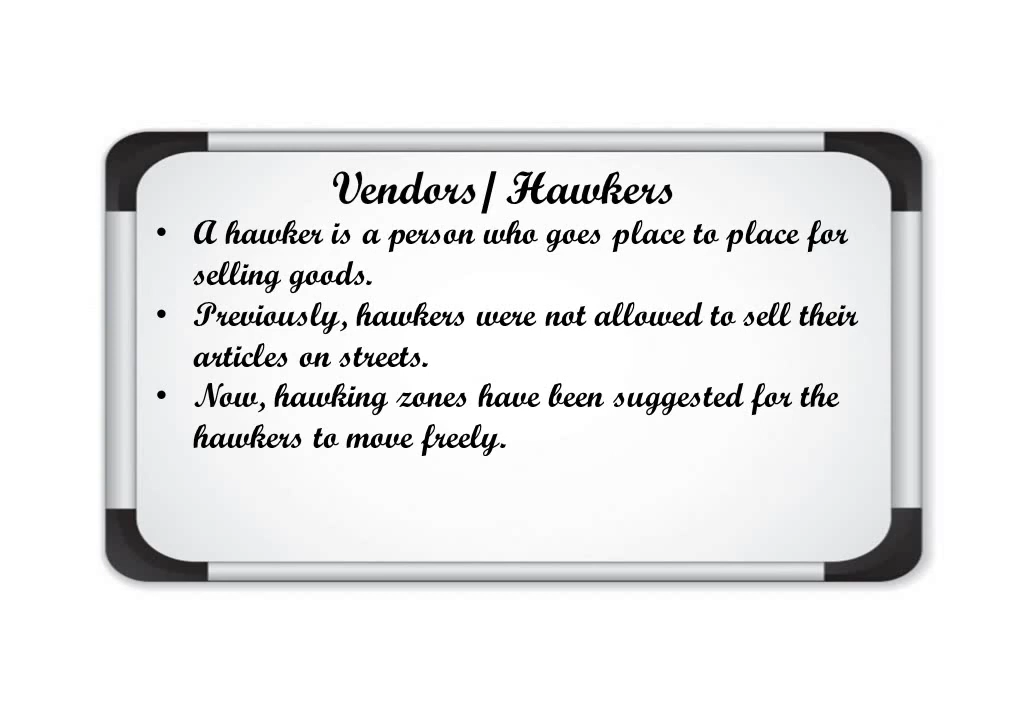 Vendors/ Hawkers
• A hawker is a person who goes place to place for
selling goods.
• Previously, hawkers were not allowed to sell their
articles on streets.
• Now, hawking zones have been suggested for the
hawkers to move freely.